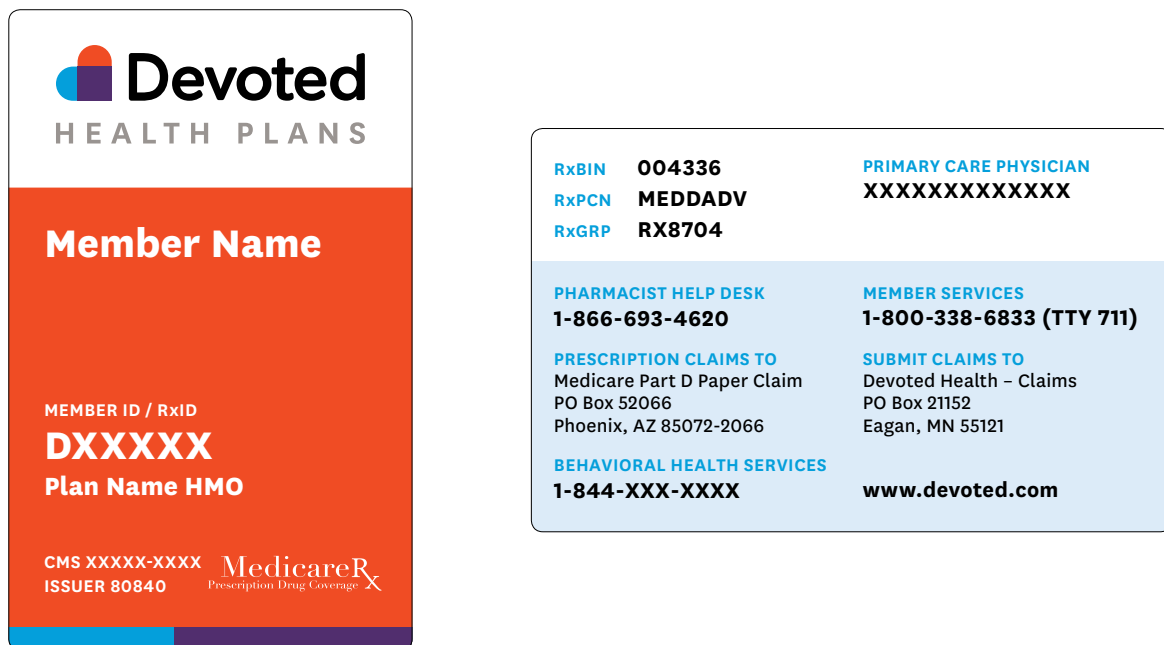 Devoted
HEALTH PLANS
Member Name
MEMBER ID / RxID
DXXXXX
Plan Name HMO
CMS XXXXX-XXXX
ISSUER 80840
MedicareRx
Prescription Drug Coverage
RxBIN 004336
RxPCN MEDDADV
RxGRP RX8704
PRIMARY CARE PHYSICIAN
XXXXXXXXXXXXX
PHARMACIST HELP DESK
1-866-693-4620
MEMBER SERVICES
1-800-338-6833 (TTY 711)
PRESCRIPTION CLAIMS TO
Medicare Part D Paper Claim
PO Box 52066
Phoenix, AZ 85072-2066
SUBMIT CLAIMS TO
Devoted Health – Claims
PO Box 21152
Eagan, MN 55121
BEHAVIORAL HEALTH SERVICES
1-844-XXX-XXXX
www.devoted.com